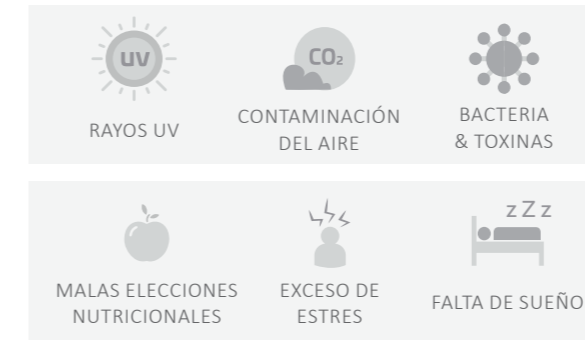 UV
CO₂
RAYOS UV
CONTAMINACIÓN
DEL AIRE
BACTERIA
& TOXINAS
z Z z
MALAS ELECCIONES
NUTRICIONALES
EXCESO DE
ESTRES
FALTA DE SUEÑO